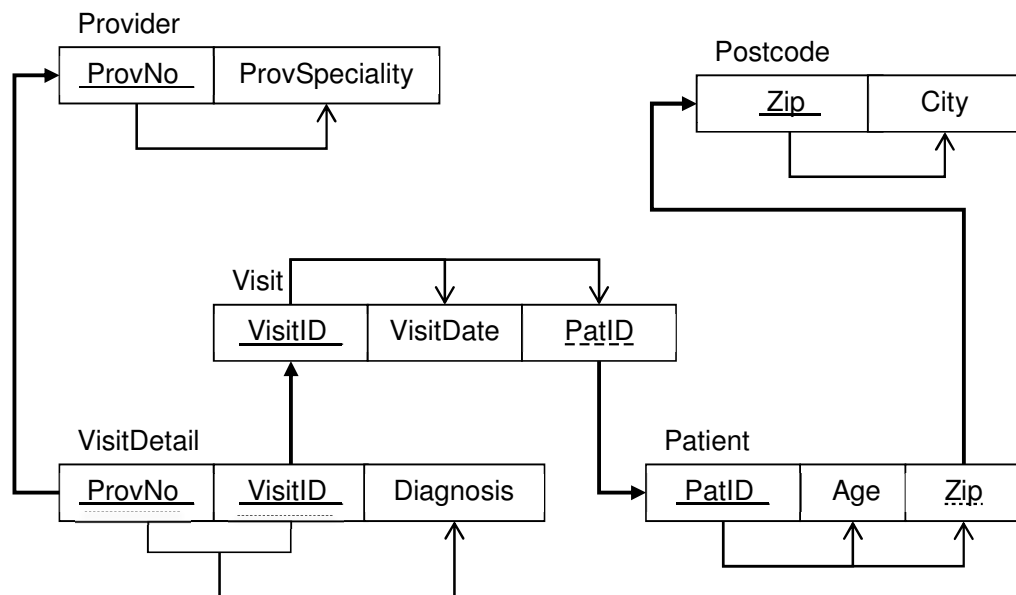 Provider
ProvNo ProvSpeciality
Postcode
Zip City
Visit
VisitID VisitDate PatID
VisitDetail
ProvNo VisitID Diagnosis
Patient
PatID Age Zip